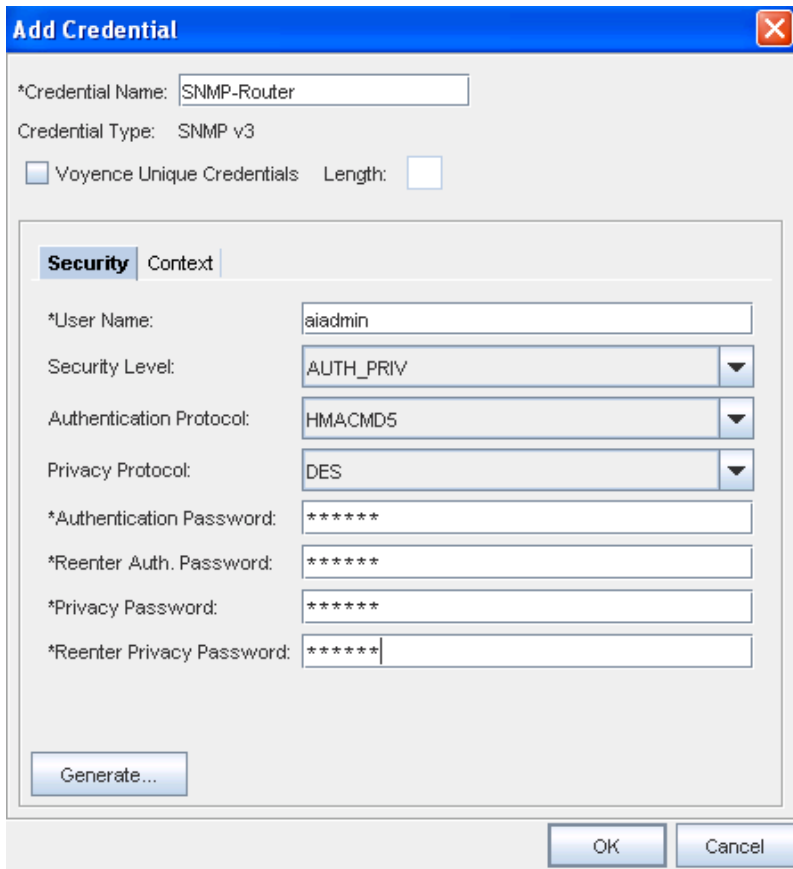 Add Credential
*Credential Name: SNMP-Router
Credential Type: SNMP v3
Voyence Unique Credentials Length:
Security Context
*User Name: aiadmin
Security Level: AUTH_PRIV
Authentication Protocol: HMACMD5
Privacy Protocol: DES
*Authentication Password: ******
*Reenter Auth. Password: ******
*Privacy Password: ******
*Reenter Privacy Password: ******
Generate...
OK Cancel